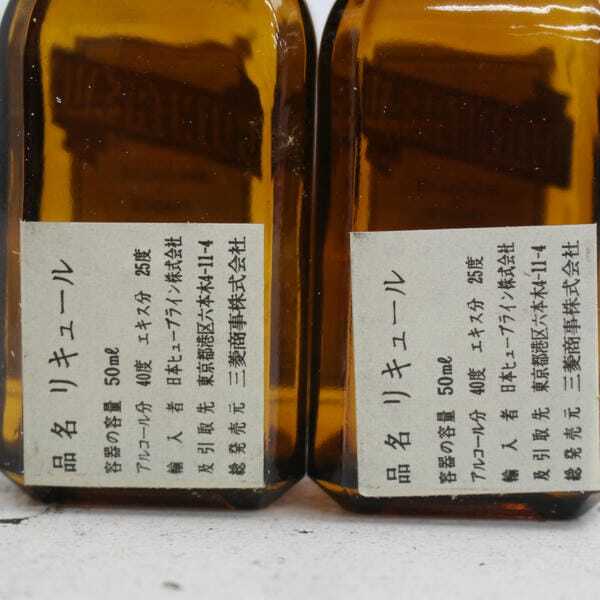 品名 リキュール
容器の容量 50ml
アルコール分 40度 エキス分 25度
輸入者 日本ヒューブライン株式会社
及引取先 東京都港区六本木4-11-4
総発売元 三菱商事株式会社
品名 リキュール
容器の容量 50ml
アルコール分 40度 エキス分 25度
輸入者 日本ヒューブライン株式会社
及引取先 東京都港区六本木4-11-4
総発売元 三菱商事株式会社